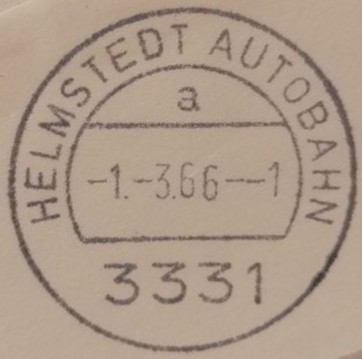 HELMSTEDT AUTOBAHN
a
-1.-3.66--1
3331